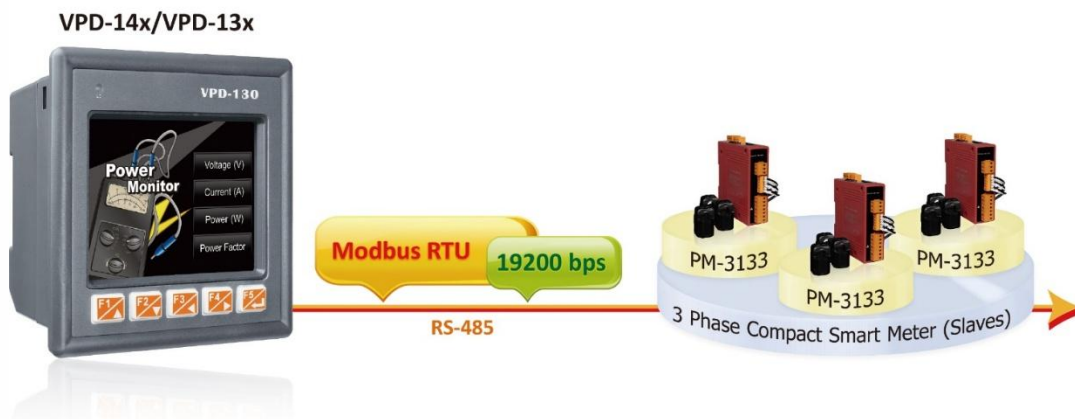 VPD-14x/VPD-13x
VPD-130
Power
Monitor
Voltage (V)
Current (A)
Power (W)
Power Factor
F1
F2
F3
F4
F5
Modbus RTU
19200 bps
RS-485
PM-3133
PM-3133
PM-3133
3 Phase Compact Smart Meter (Slaves)